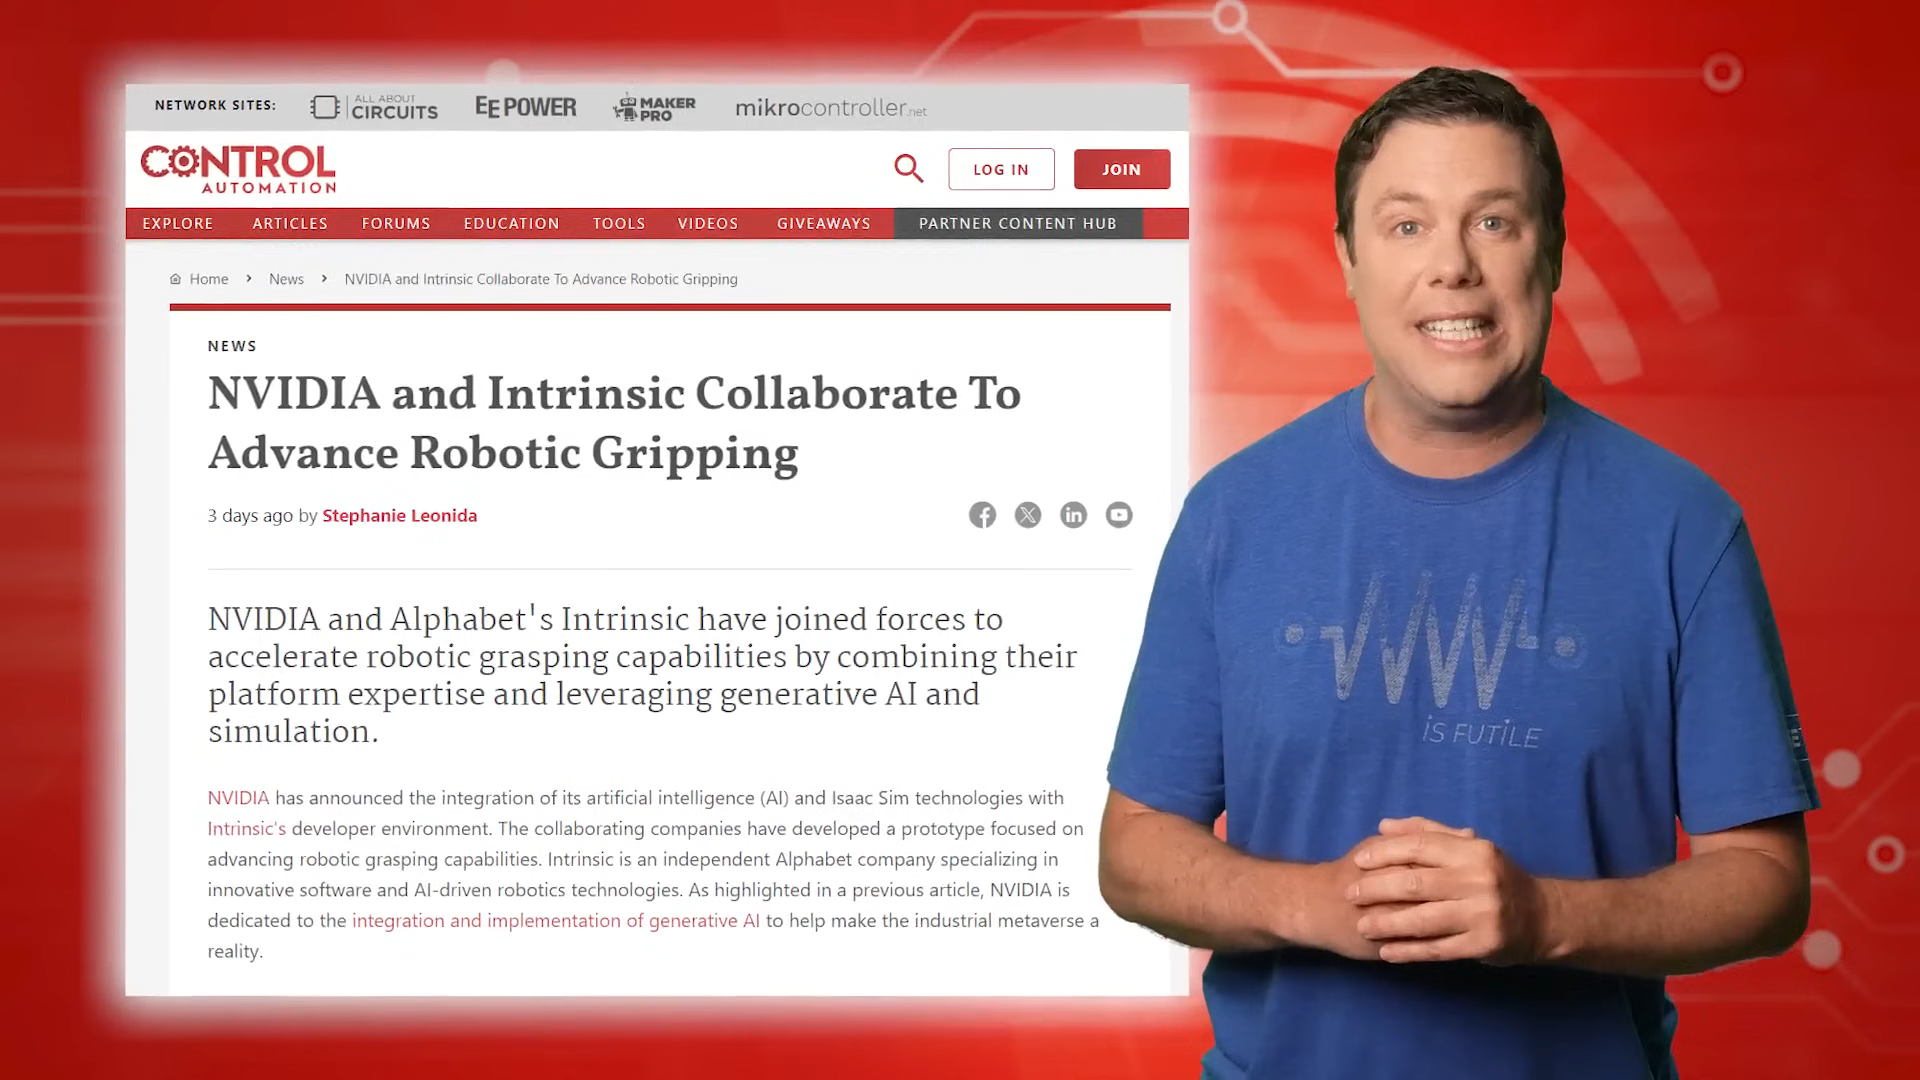 NETWORK SITES:
ALL ABOUT
CIRCUITS
EE POWER
MAKER
PRO
mikrocontroller.net
CONTROL
AUTOMATION
LOG IN
JOIN
EXPLORE ARTICLES FORUMS EDUCATION TOOLS VIDEOS GIVEAWAYS PARTNER CONTENT HUB
Home > News > NVIDIA and Intrinsic Collaborate To Advance Robotic Gripping
NEWS
NVIDIA and Intrinsic Collaborate To
Advance Robotic Gripping
3 days ago by Stephanie Leonida
NVIDIA and Alphabet's Intrinsic have joined forces to
accelerate robotic grasping capabilities by combining their
platform expertise and leveraging generative AI and
simulation.
NVIDIA has announced the integration of its artificial intelligence (AI) and Isaac Sim technologies with
Intrinsic's developer environment. The collaborating companies have developed a prototype focused on
advancing robotic grasping capabilities. Intrinsic is an independent Alphabet company specializing in
innovative software and AI-driven robotics technologies. As highlighted in a previous article, NVIDIA is
dedicated to the integration and implementation of generative AI to help make the industrial metaverse a
reality.
iS FUTiLE